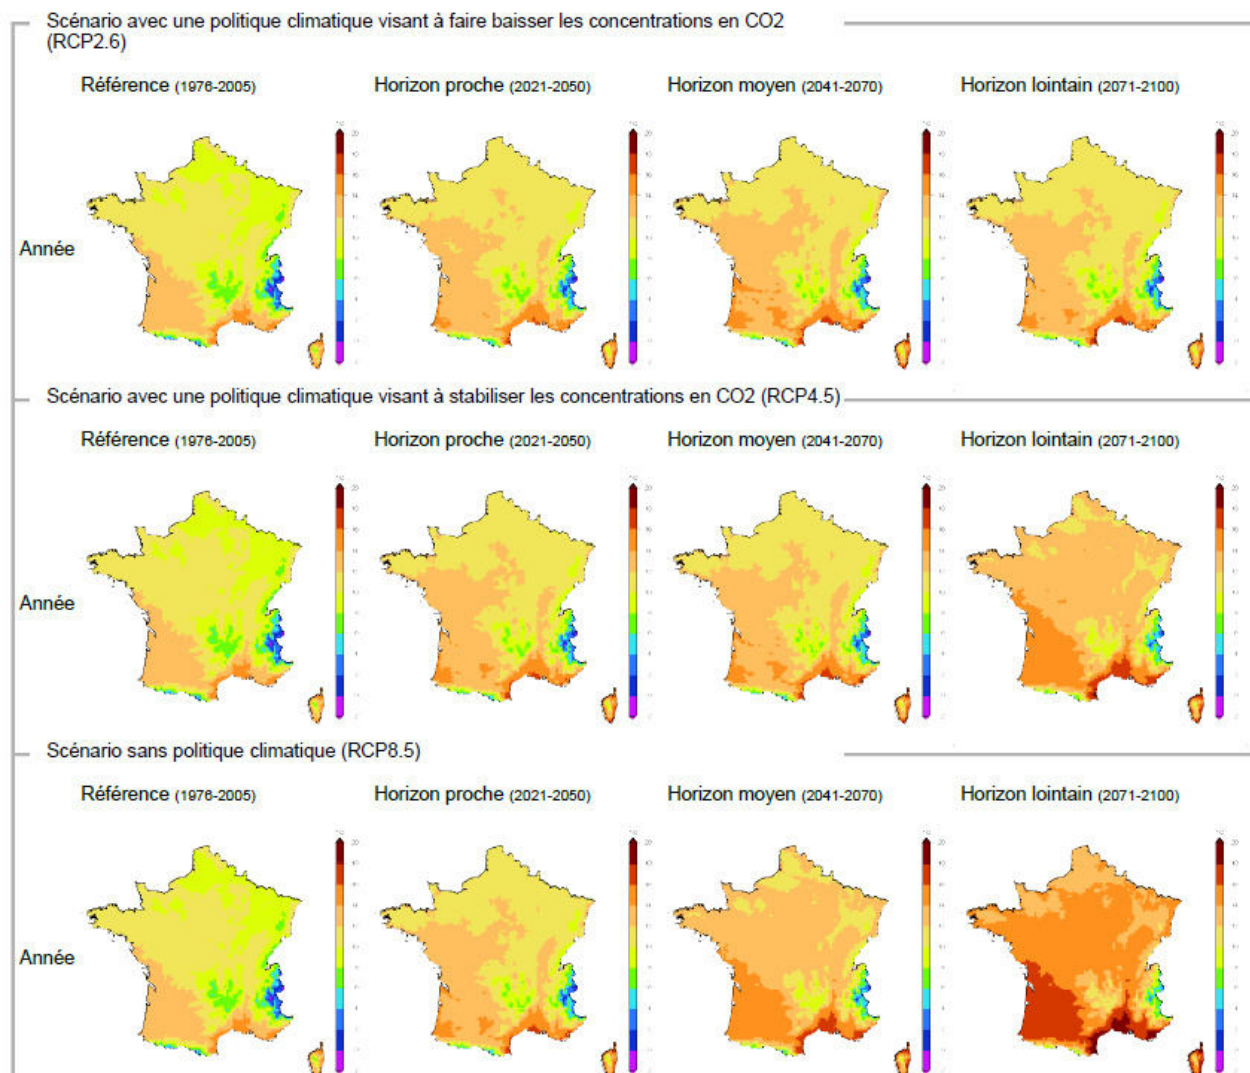 Scénario avec une politique climatique visant à faire baisser les concentrations en CO2
(RCP2.6)
Référence (1976-2005)
Horizon proche (2021-2050)
Horizon moyen (2041-2070)
Horizon lointain (2071-2100)
Année
Scénario avec une politique climatique visant à stabiliser les concentrations en CO2 (RCP4.5)
Référence (1976-2005)
Horizon proche (2021-2050)
Horizon moyen (2041-2070)
Horizon lointain (2071-2100)
Année
Scénario sans politique climatique (RCP8.5)
Référence (1976-2005)
Horizon proche (2021-2050)
Horizon moyen (2041-2070)
Horizon lointain (2071-2100)
Année